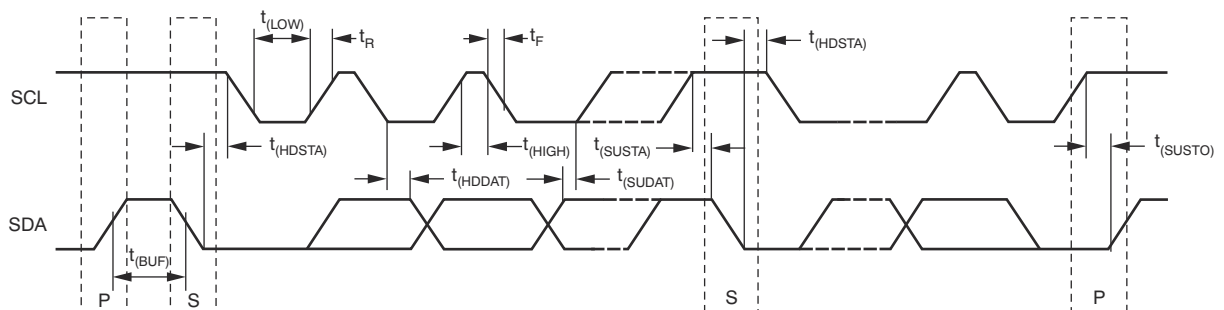 t(LOW)
tR
tF
t(HDSTA)
SCL
t(HDSTA)
t(HIGH)
t(SUSTA)
t(SUSTO)
t(HDDAT)
t(SUDAT)
SDA
t(BUF)
P
S
S
P